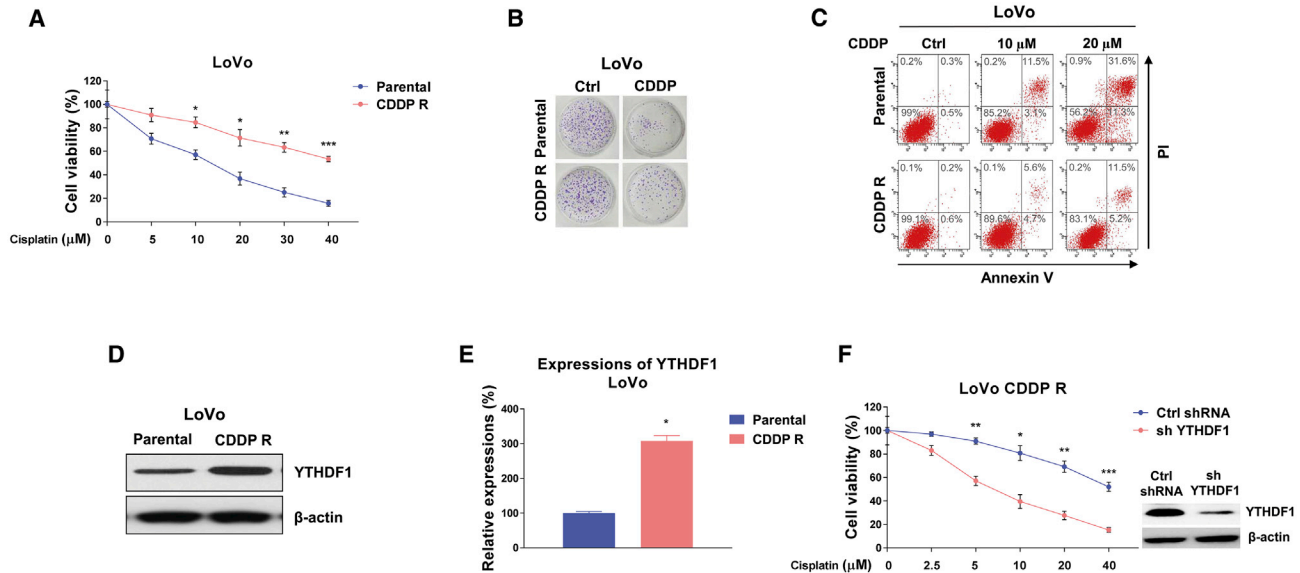 A
LoVo
Cell viability (%)
120
100
80
60
40
20
0
* * ** ***
Parental
CDDP R
Cisplatin (μM) 0 5 10 20 30 40
B
LoVo
Ctrl CDDP
Parental
CDDP R
C
LoVo
CDDP Ctrl 10 μM 20 μM
Parental
0.2% 0.3% 0.2% 11.5% 0.9% 31.6%
99% 0.5% 85.2% 3.1% 56.2% 11.3%
CDDP R
0.1% 0.2% 0.1% 5.6% 0.2% 11.5%
99.1% 0.6% 89.6% 4.7% 83.1% 5.2%
PI
Annexin V
D
LoVo
Parental CDDP R
YTHDF1
β-actin
E
Expressions of YTHDF1
LoVo
Relative expressions (%)
400
300
200
100
0
*
Parental
CDDP R
F
LoVo CDDP R
Cell viability (%)
120
100
80
60
40
20
0
** * ** ***
Ctrl shRNA
sh YTHDF1
Cisplatin (μM) 0 2.5 5 10 20 40
Ctrl sh
shRNA YTHDF1
YTHDF1
β-actin